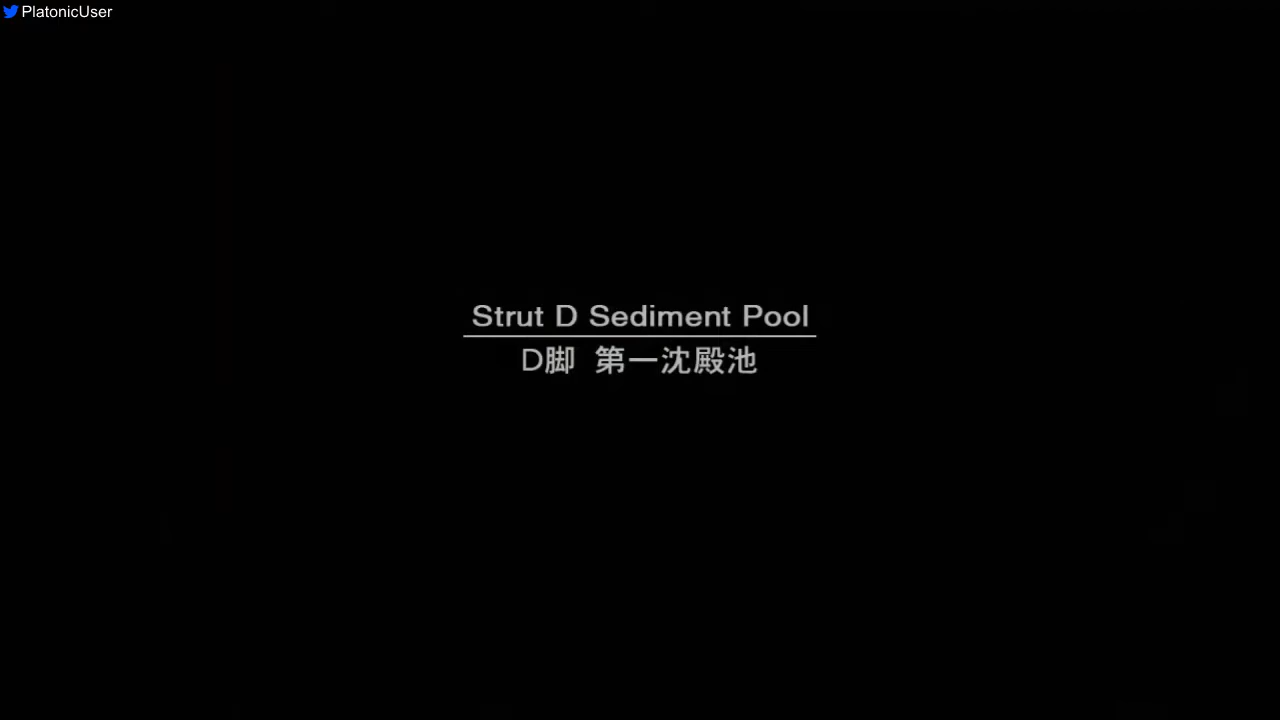 PlatonicUser
Strut D Sediment Pool
D脚 第一沈殿池